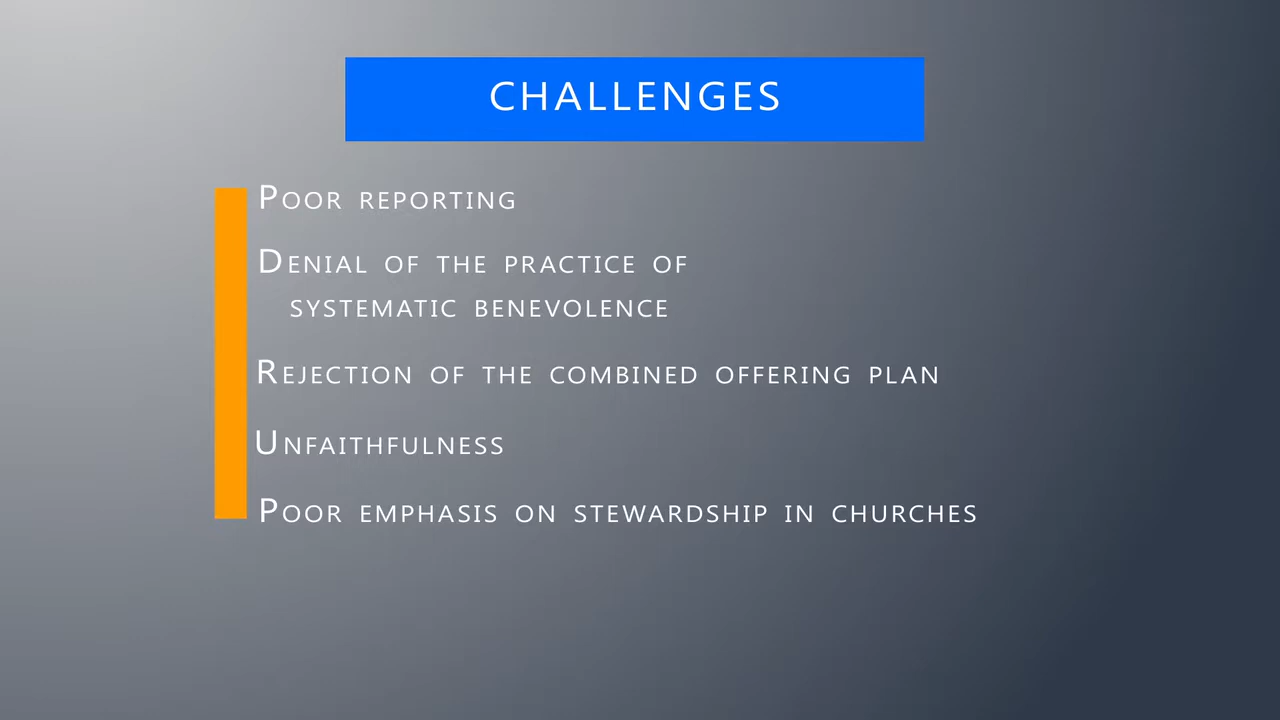 CHALLENGES
POOR REPORTING
DENIAL OF THE PRACTICE OF
SYSTEMATIC BENEVOLENCE
REJECTION OF THE COMBINED OFFERING PLAN
UNFAITHFULNESS
POOR EMPHASIS ON STEWARDSHIP IN CHURCHES